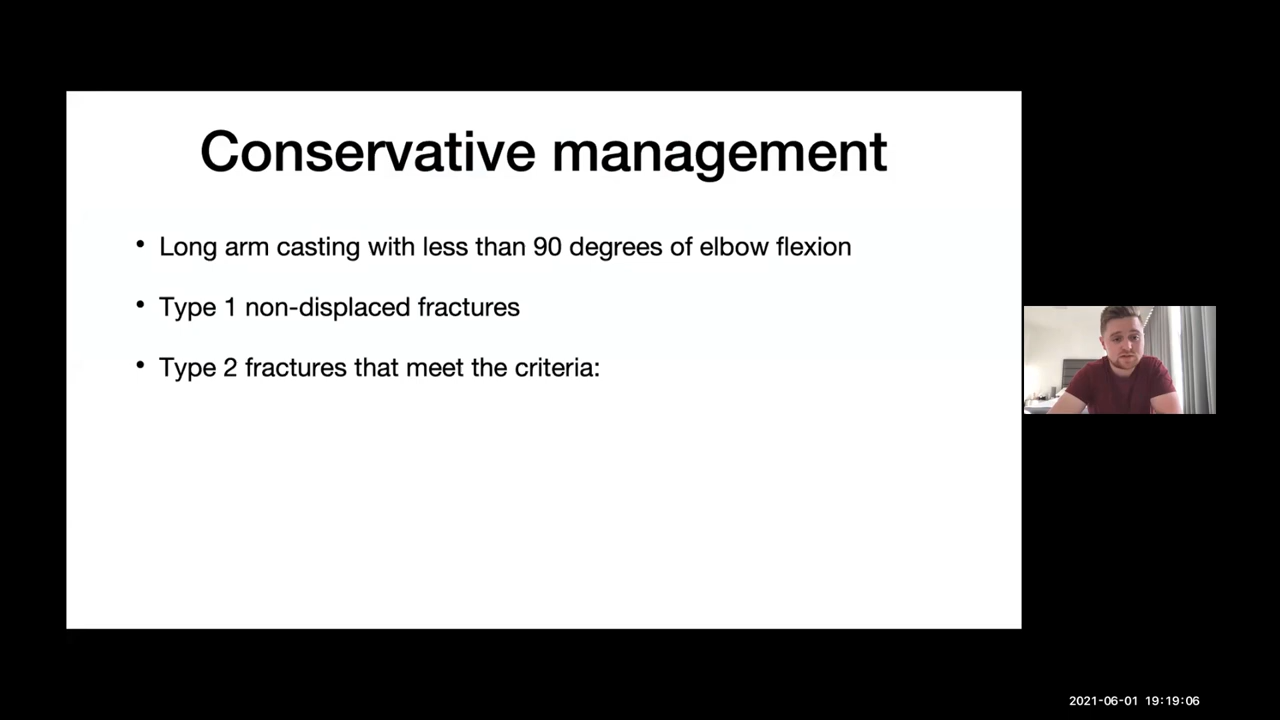 Conservative management
• Long arm casting with less than 90 degrees of elbow flexion
• Type 1 non-displaced fractures
• Type 2 fractures that meet the criteria:
2021-06-01 19:19:06